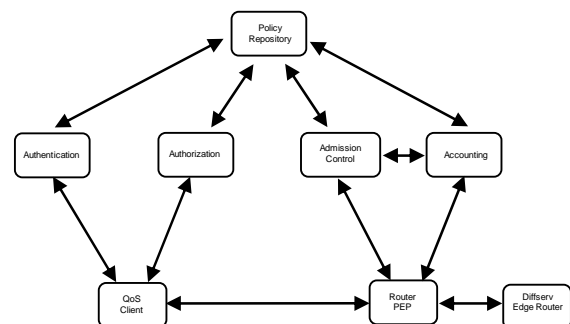 Policy
Repository
Authentication
Authorization
Admission
Control
Accounting
QoS
Client
Router
PEP
Diffserv
Edge Router